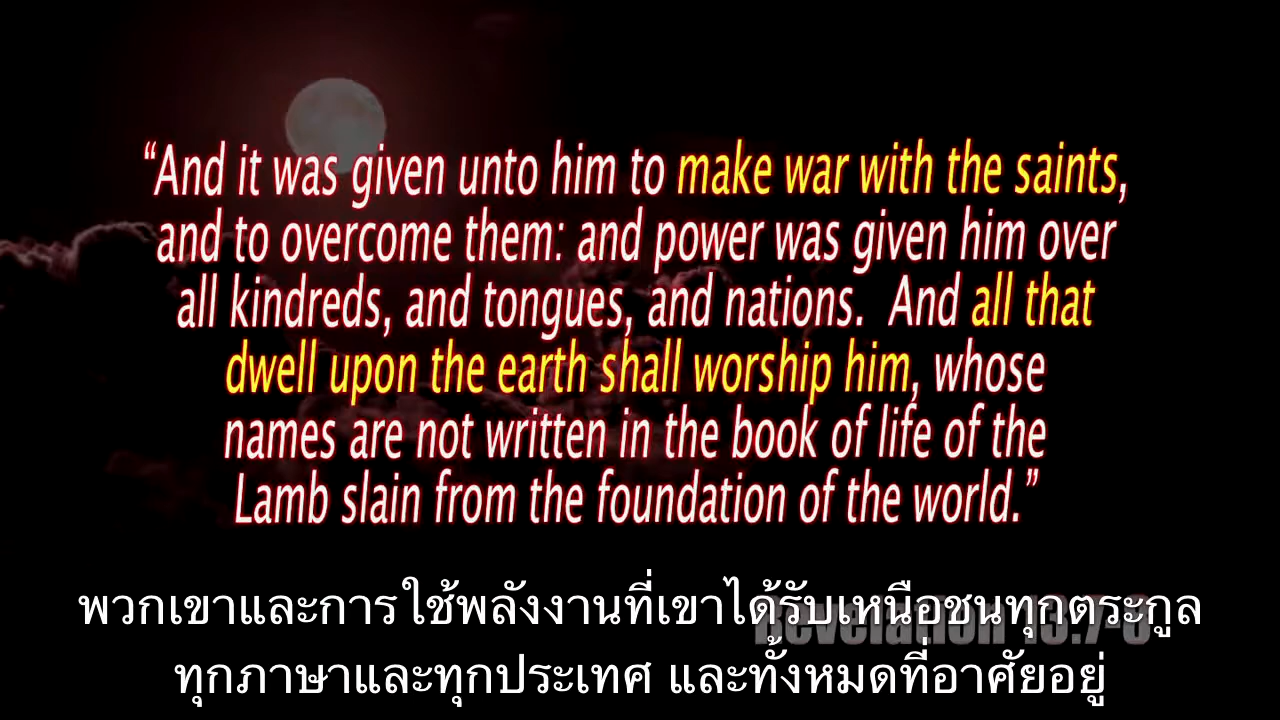 “And it was given unto him to make war with the saints,
and to overcome them: and power was given him over
all kindreds, and tongues, and nations.  And all that
dwell upon the earth shall worship him, whose
names are not written in the book of life of the
Lamb slain from the foundation of the world.”
Revelation 13:7-8
พวกเขาและการใช้พลังงานที่เขาได้รับเหนือชนทุกตระกูล
ทุกภาษาและทุกประเทศ และทั้งหมดที่อาศัยอยู่